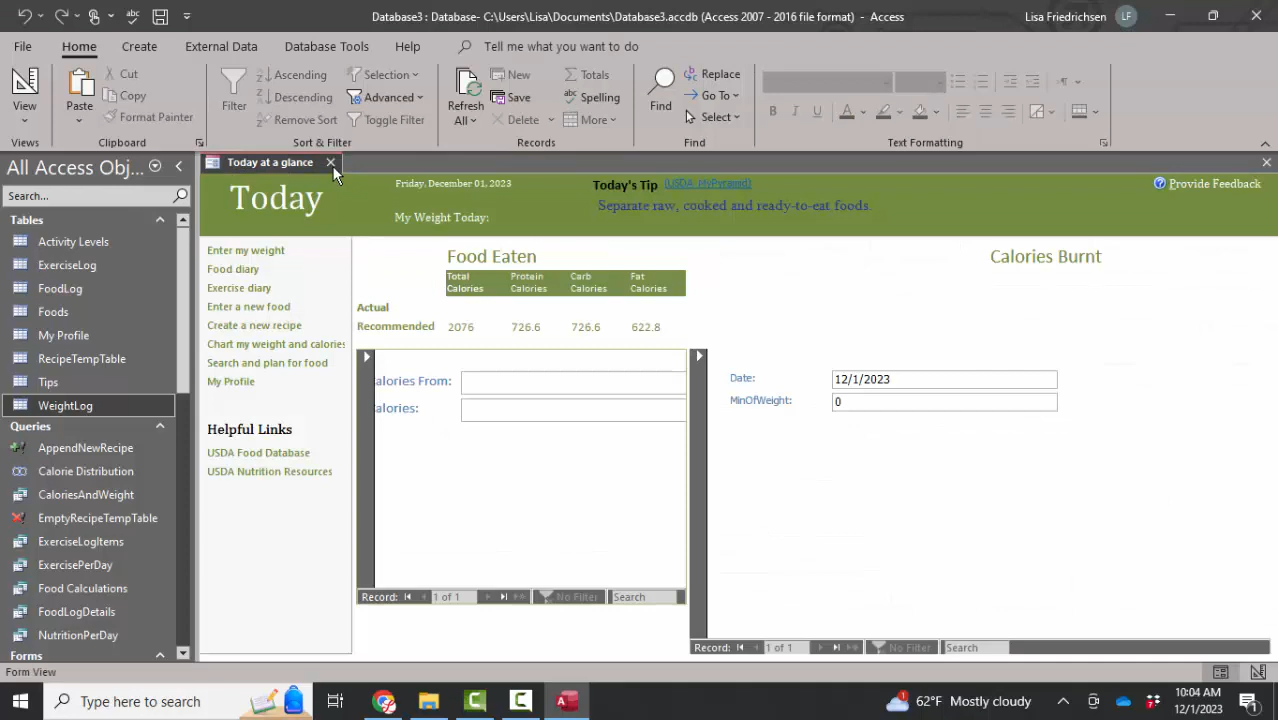 Database3 : Database- C:\Users\Lisa\Documents\Database3.accdb (Access 2007 - 2016 file format) - Access
Lisa Friedrichsen
LF
File
Home
Create
External Data
Database Tools
Help
Tell me what you want to do
View
Views
Paste
Cut
Copy
Format Painter
Clipboard
Filter
Ascending
Descending
Remove Sort
Selection
Advanced
Toggle Filter
Sort & Filter
Refresh
All
New
Save
Delete
Totals
Spelling
More
Records
Find
Replace
Go To
Select
Find
B I U A
Text Formatting
All Access Obj...
Search...
Tables
Activity Levels
ExerciseLog
FoodLog
Foods
My Profile
RecipeTempTable
Tips
WeightLog
Queries
AppendNewRecipe
Calorie Distribution
CaloriesAndWeight
EmptyRecipeTempTable
ExerciseLogItems
ExercisePerDay
Food Calculations
FoodLogDetails
NutritionPerDay
Forms
Today at a glance
Today
Friday, December 01, 2023
My Weight Today:
Today's Tip
(USDA MyPyramid)
Separate raw, cooked and ready-to-eat foods.
Provide Feedback
Enter my weight
Food diary
Exercise diary
Enter a new food
Create a new recipe
Chart my weight and calories
Search and plan for food
My Profile
Helpful Links
USDA Food Database
USDA Nutrition Resources
Food Eaten
Total Calories
Protein Calories
Carb Calories
Fat Calories
Actual
Recommended 2076 726.6 726.6 622.8
alories From:
alories:
Record: 1 of 1 No Filter Search
Calories Burnt
Date: 12/1/2023
MinOfWeight: 0
Record: 1 of 1 No Filter Search
Form View
Type here to search
62°F Mostly cloudy
1
10:04 AM
12/1/2023
1